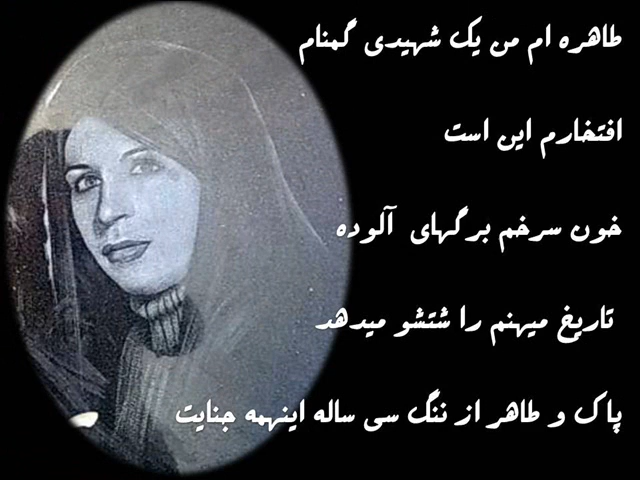 طاهره ام من یک شهیدی گمنام
افتخارم این است
خون سرخم برگهای آلوده
تاریخ میهنم را شتشو میدهد
پاک و طاهر از ننگ سی ساله اینهمه جنایت